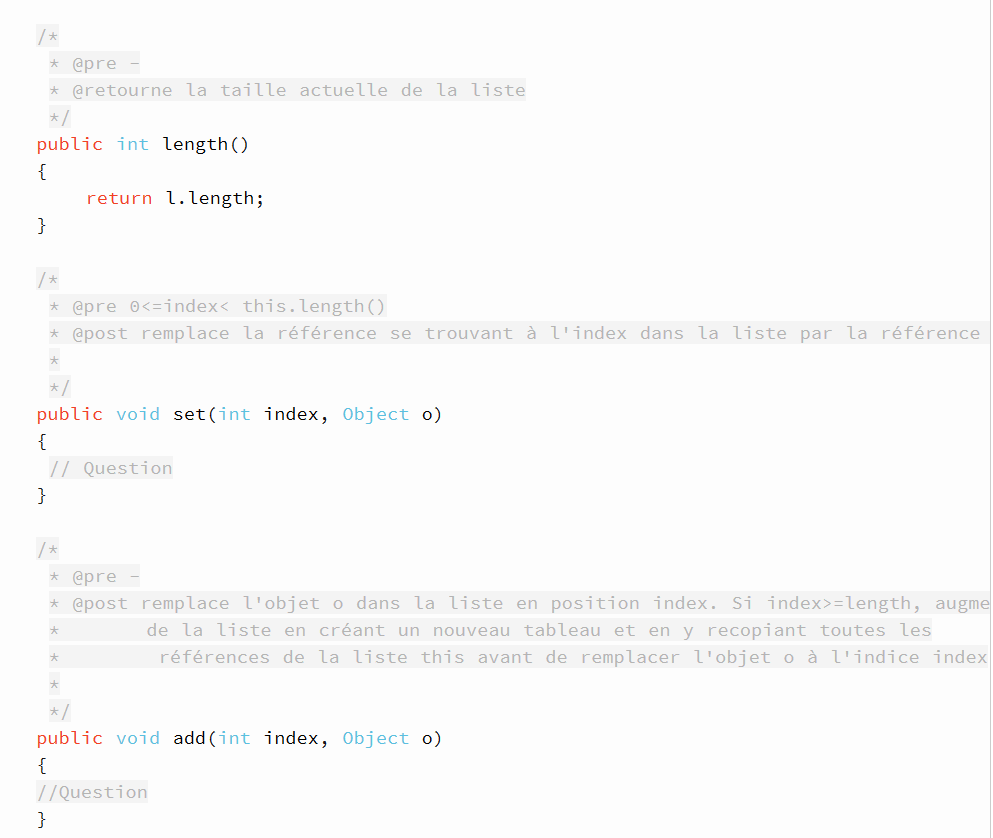 /*
* @pre -
* @retourne la taille actuelle de la liste
*/
public int length()
{
return l.length;
}
/*
* @pre 0<=index< this.length()
* @post remplace la référence se trouvant à l'index dans la liste par la référence
*
*/
public void set(int index, Object o)
{
// Question
}
/*
* @pre -
* @post remplace l'objet o dans la liste en position index. Si index>=length, augme
* de la liste en créant un nouveau tableau et en y recopiant toutes les
* références de la liste this avant de remplacer l'objet o à l'indice index
*
*/
public void add(int index, Object o)
{
//Question
}